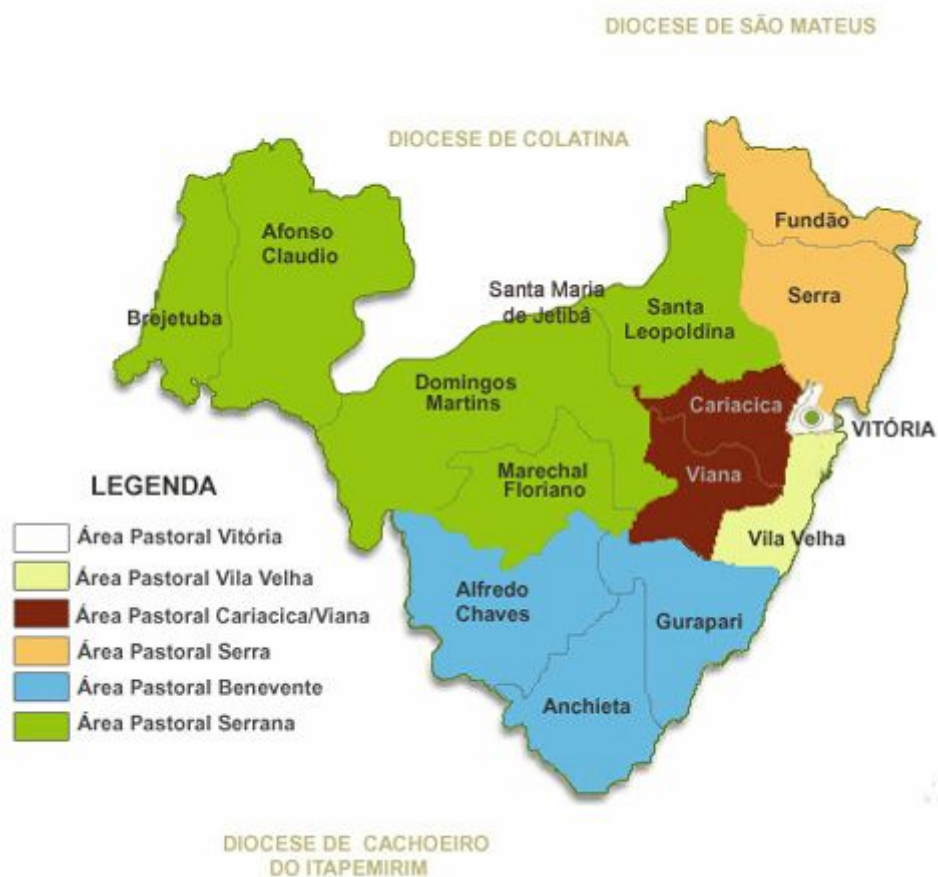 DIOCESE DE SÃO MATEUS
DIOCESE DE COLATINA
Fundão
Afonso
Claudio
Serra
Santa Maria
de Jetibá
Santa
Leopoldina
Brejetuba
Domingos
Martins
Cariacica
VITÓRIA
Marechal
Floriano
Viana
Vila Velha
Alfredo
Chaves
Gurapari
Anchieta
LEGENDA
Área Pastoral Vitória
Área Pastoral Vila Velha
Área Pastoral Cariacica/Viana
Área Pastoral Serra
Área Pastoral Benevente
Área Pastoral Serrana
DIOCESE DE CACHOEIRO
DO ITAPEMIRIM